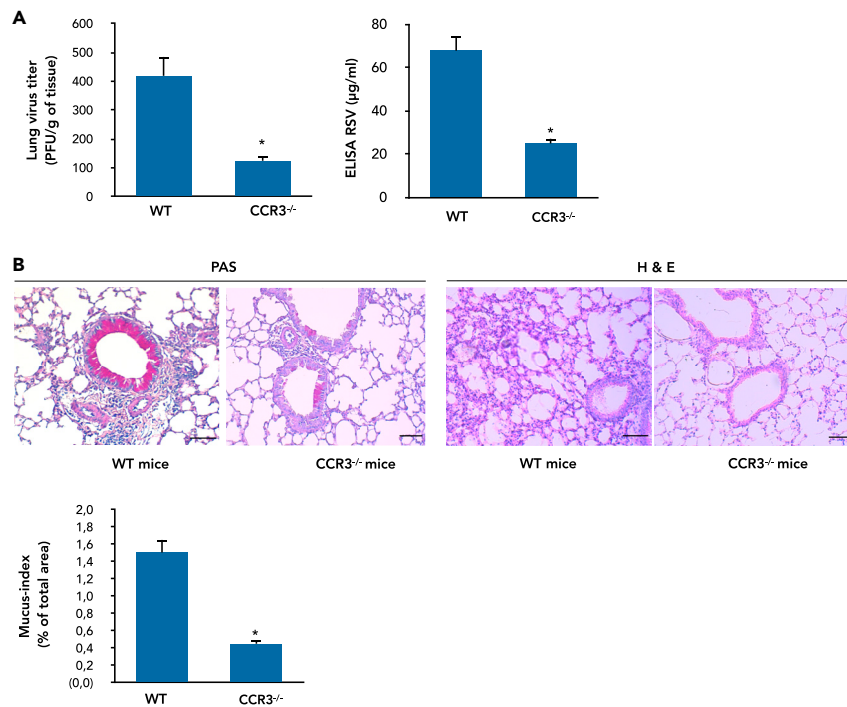 A
Lung virus titer
(PFU/g of tissue)
600
500
400
300
200
100
0
*
WT
CCR3-/-
ELISA RSV (µg/ml)
80
60
40
20
0
*
WT
CCR3-/-
B
PAS
H & E
WT mice
CCR3-/- mice
WT mice
CCR3-/- mice
Mucus-index
(% of total area)
2,0
1,8
1,6
1,4
1,2
1,0
0,8
0,6
0,4
0,2
(0,0)
*
WT
CCR3-/-